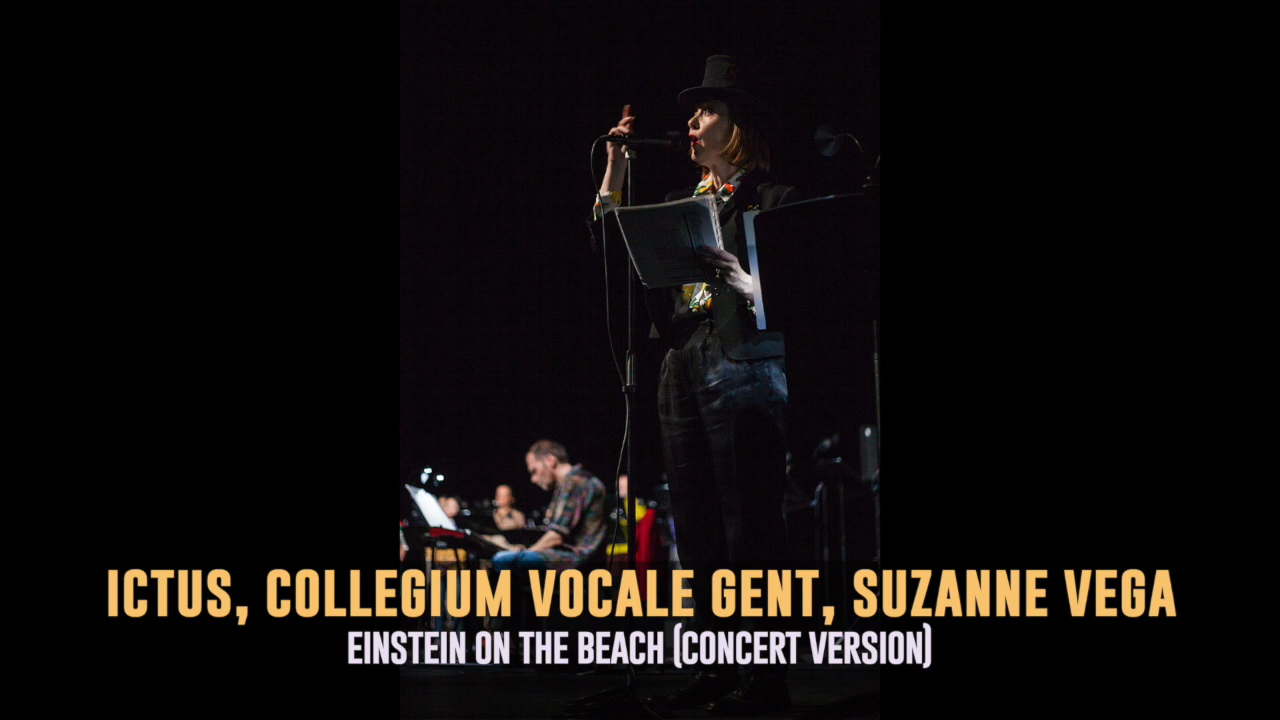 ICTUS, COLLEGIUM VOCALE GENT, SUZANNE VEGA
EINSTEIN ON THE BEACH (CONCERT VERSION)